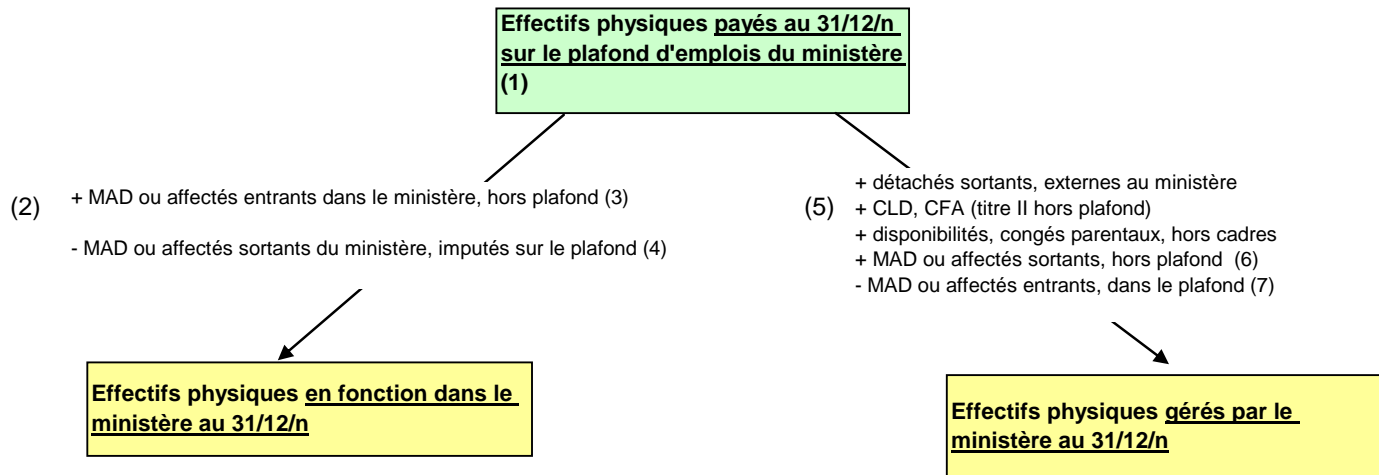 Effectifs physiques payés au 31/12/n
sur le plafond d'emplois du ministère
(1)
(2)
+ MAD ou affectés entrants dans le ministère, hors plafond (3)
- MAD ou affectés sortants du ministère, imputés sur le plafond (4)
(5)
+ détachés sortants, externes au ministère
+ CLD, CFA (titre II hors plafond)
+ disponibilités, congés parentaux, hors cadres
+ MAD ou affectés sortants, hors plafond (6)
- MAD ou affectés entrants, dans le plafond (7)
Effectifs physiques en fonction dans le
ministère au 31/12/n
Effectifs physiques gérés par le
ministère au 31/12/n